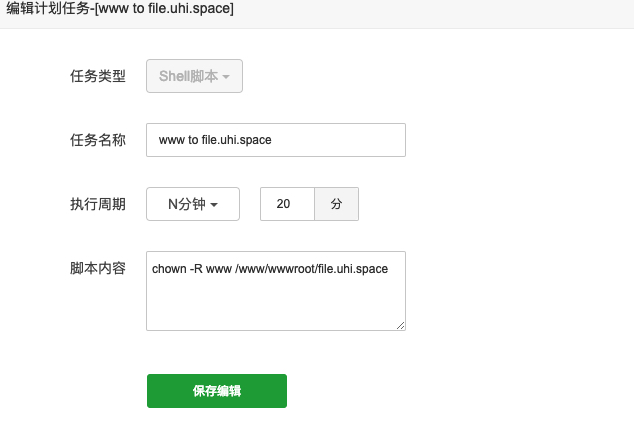 编辑计划任务-[www to file.uhi.space]
任务类型 Shell脚本
任务名称 www to file.uhi.space
执行周期 N分钟 20 分
脚本内容 chown -R www /www/wwwroot/file.uhi.space
保存编辑